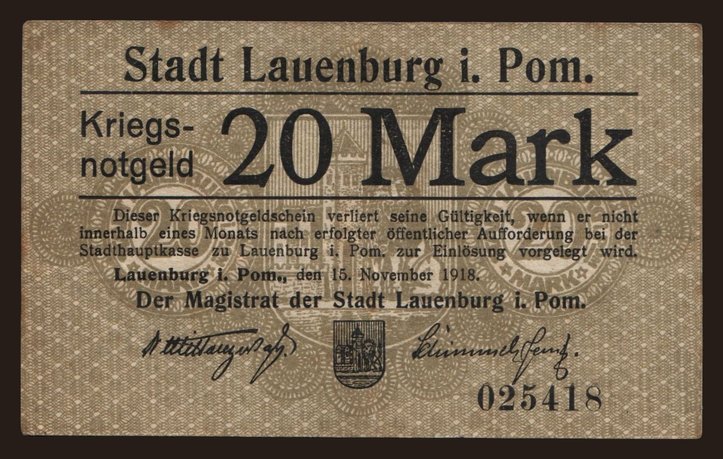 Stadt Lauenburg i. Pom.
Kriegs-
notgeld
20 Mark
Dieser Kriegsnotgeldschein verliert seine Gültigkeit, wenn er nicht
innerhalb eines Monats nach erfolgter öffentlicher Aufforderung bei der
Stadthauptkasse zu Lauenburg i. Pom. zur Einlösung vorgelegt wird.
Lauenburg i. Pom., den 15. November 1918.
Der Magistrat der Stadt Lauenburg i. Pom.
025418